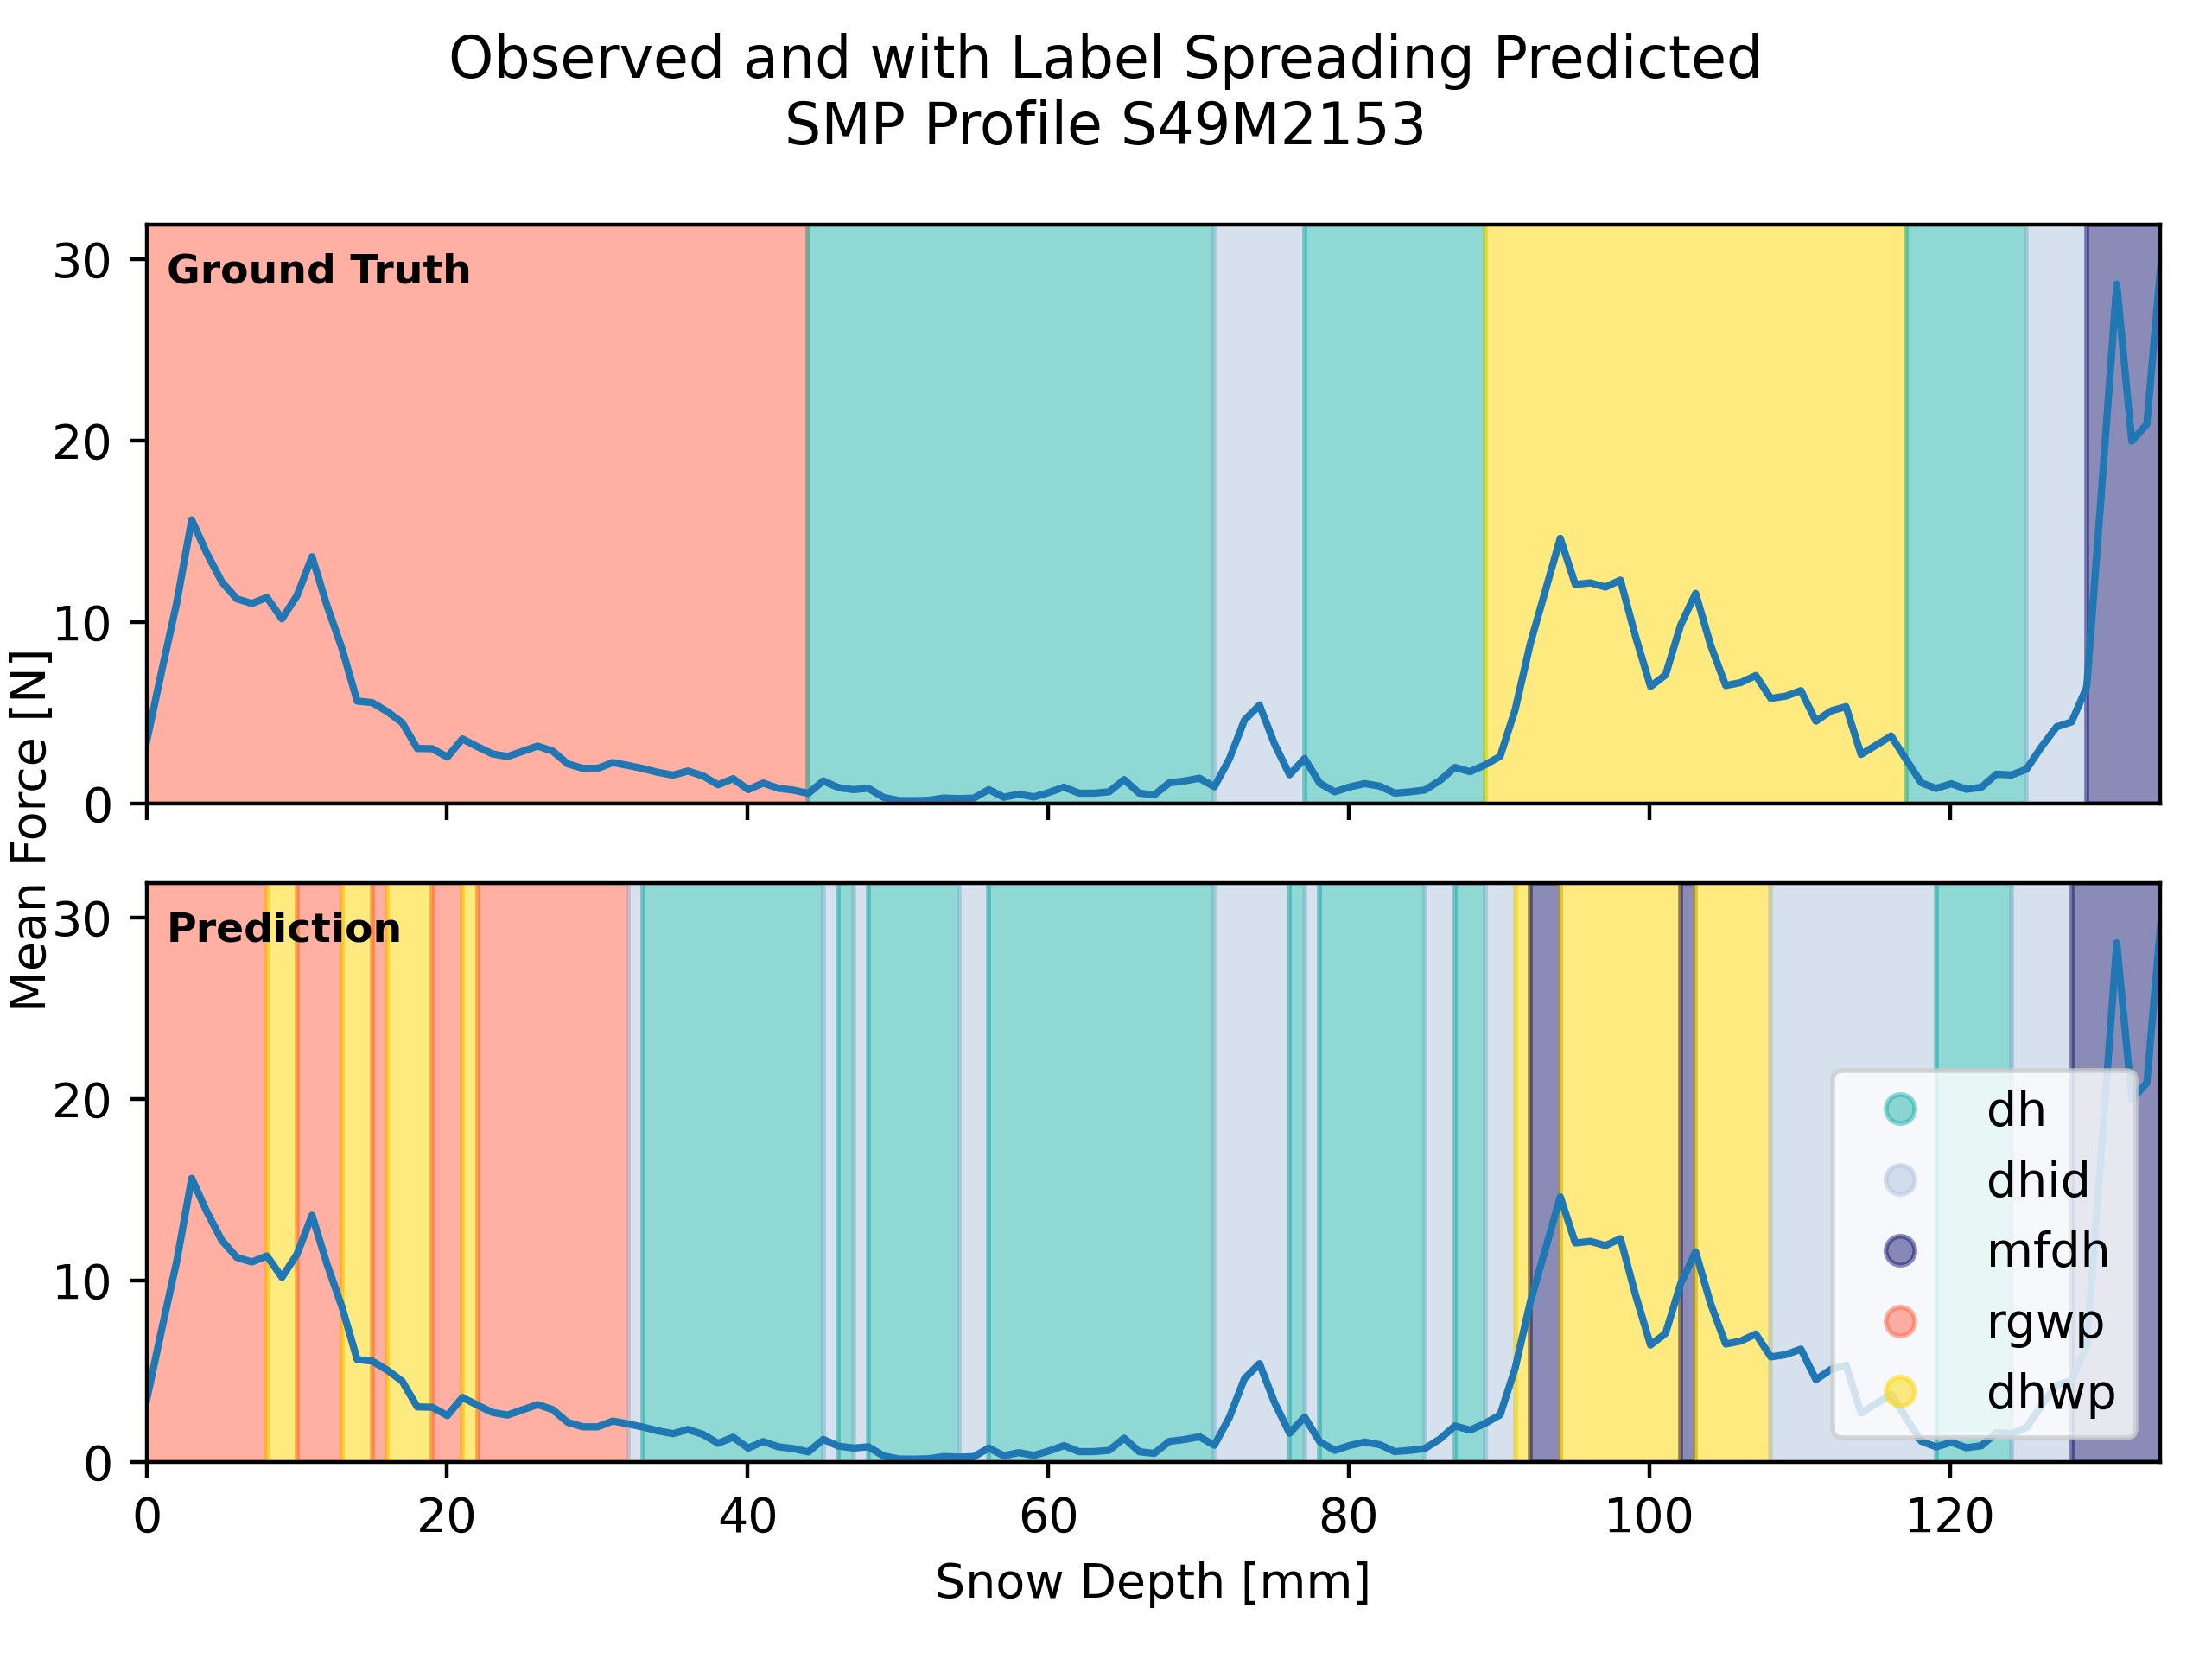 Observed and with Label Spreading Predicted
SMP Profile S49M2153
Mean Force [N]
Ground Truth
30
20
10
0
Prediction
30
20
10
0
dh
dhid
mfdh
rgwp
dhwp
0 20 40 60 80 100 120
Snow Depth [mm]